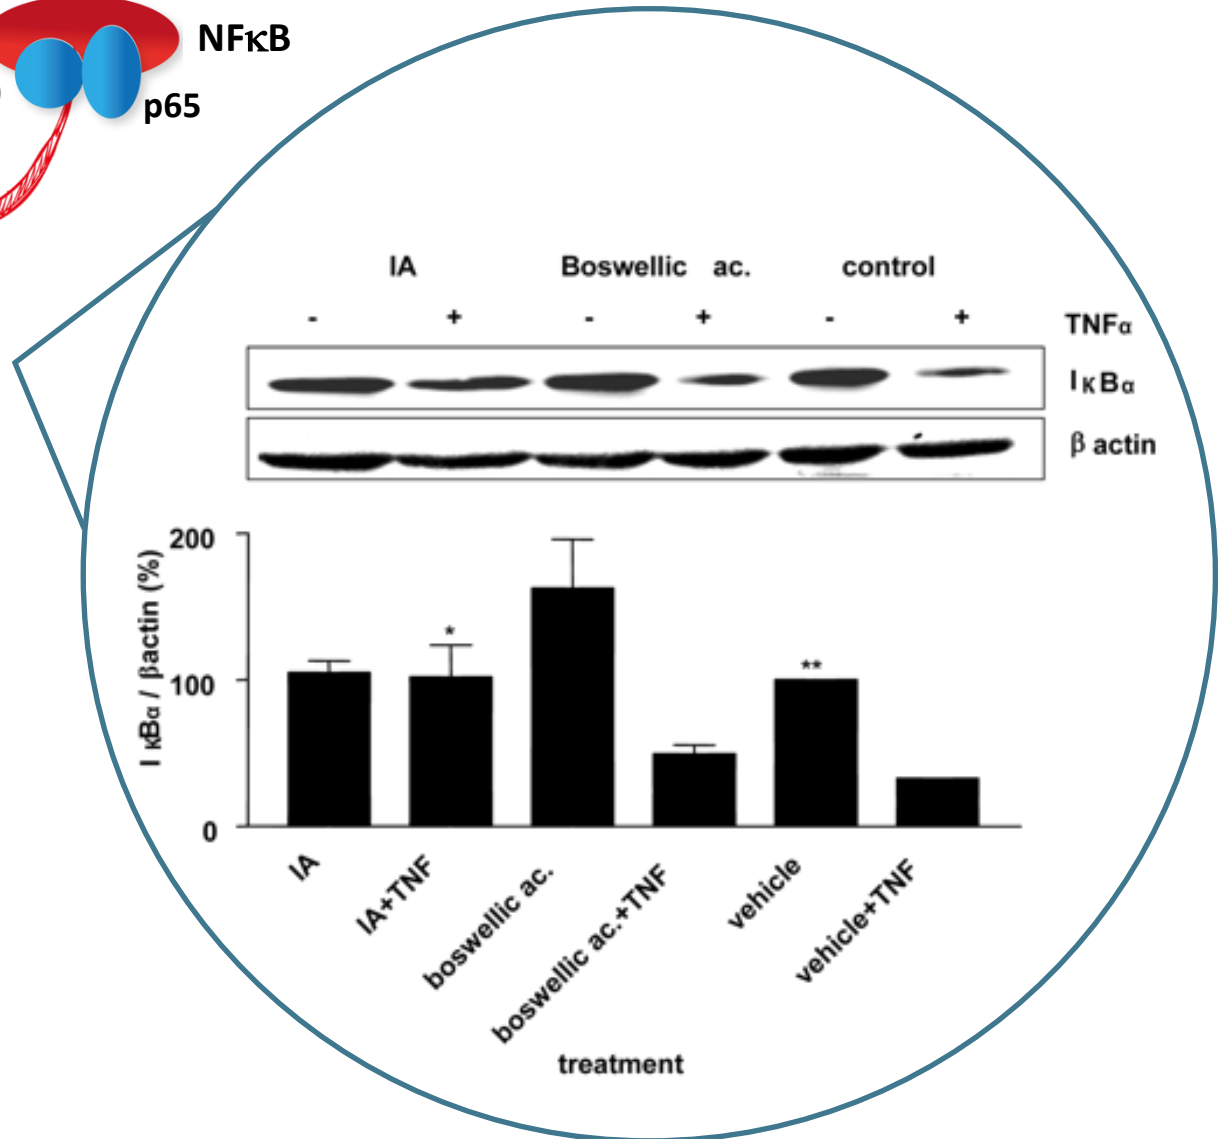 NFκB
p65
IA Boswellic ac. control
- + - + - + TNFα
IκBα
β actin
200
100
0
IκBα / βactin (%)
*
**
IA
IA+TNF
boswellic ac.
boswellic ac.+TNF
vehicle
vehicle+TNF
treatment